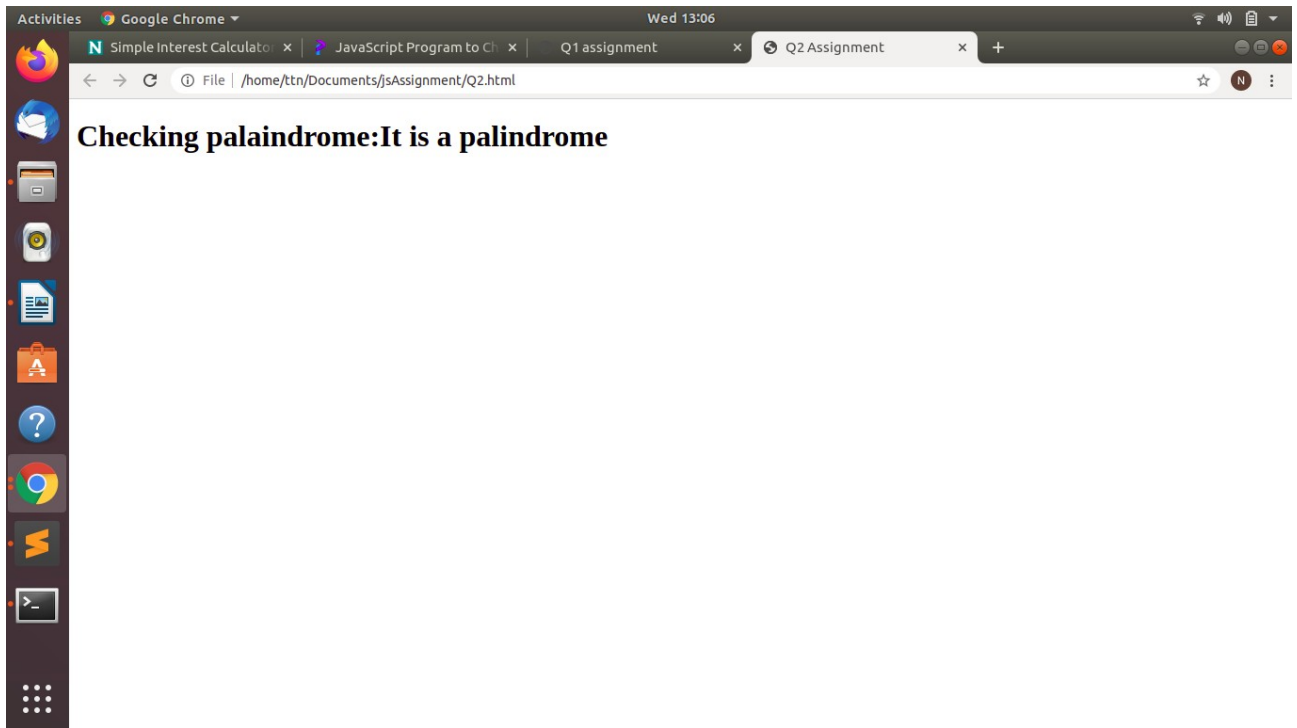 Activities Google Chrome Wed 13:06
Simple Interest Calculator JavaScript Program to Ch Q1 assignment Q2 Assignment
File /home/ttn/Documents/jsAssignment/Q2.html N
Checking palaindrome:It is a palindrome